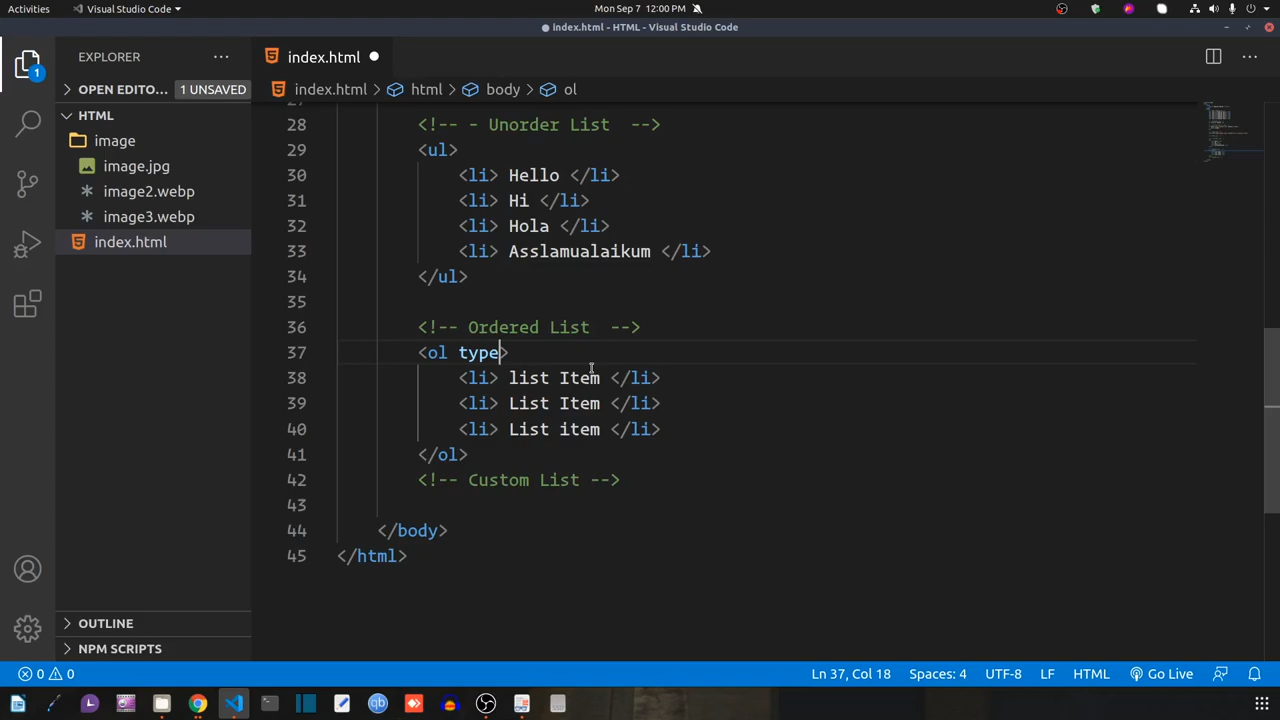 Activities
Visual Studio Code
Mon Sep 7 12:00 PM
index.html - HTML - Visual Studio Code
1
EXPLORER
index.html
OPEN EDITO...
1 UNSAVED
index.html
html
body
ol
HTML
image
image.jpg
image2.webp
image3.webp
index.html
27
28 <!-- - Unorder List -->
29 <ul>
30 <li> Hello </li>
31 <li> Hi </li>
32 <li> Hola </li>
33 <li> Asslamualaikum </li>
34 </ul>
35
36 <!-- Ordered List -->
37 <ol type>
38 <li> list Item </li>
39 <li> List Item </li>
40 <li> List item </li>
41 </ol>
42 <!-- Custom List -->
43
44 </body>
45 </html>
OUTLINE
NPM SCRIPTS
0 0
Ln 37, Col 18
Spaces: 4
UTF-8
LF
HTML
Go Live